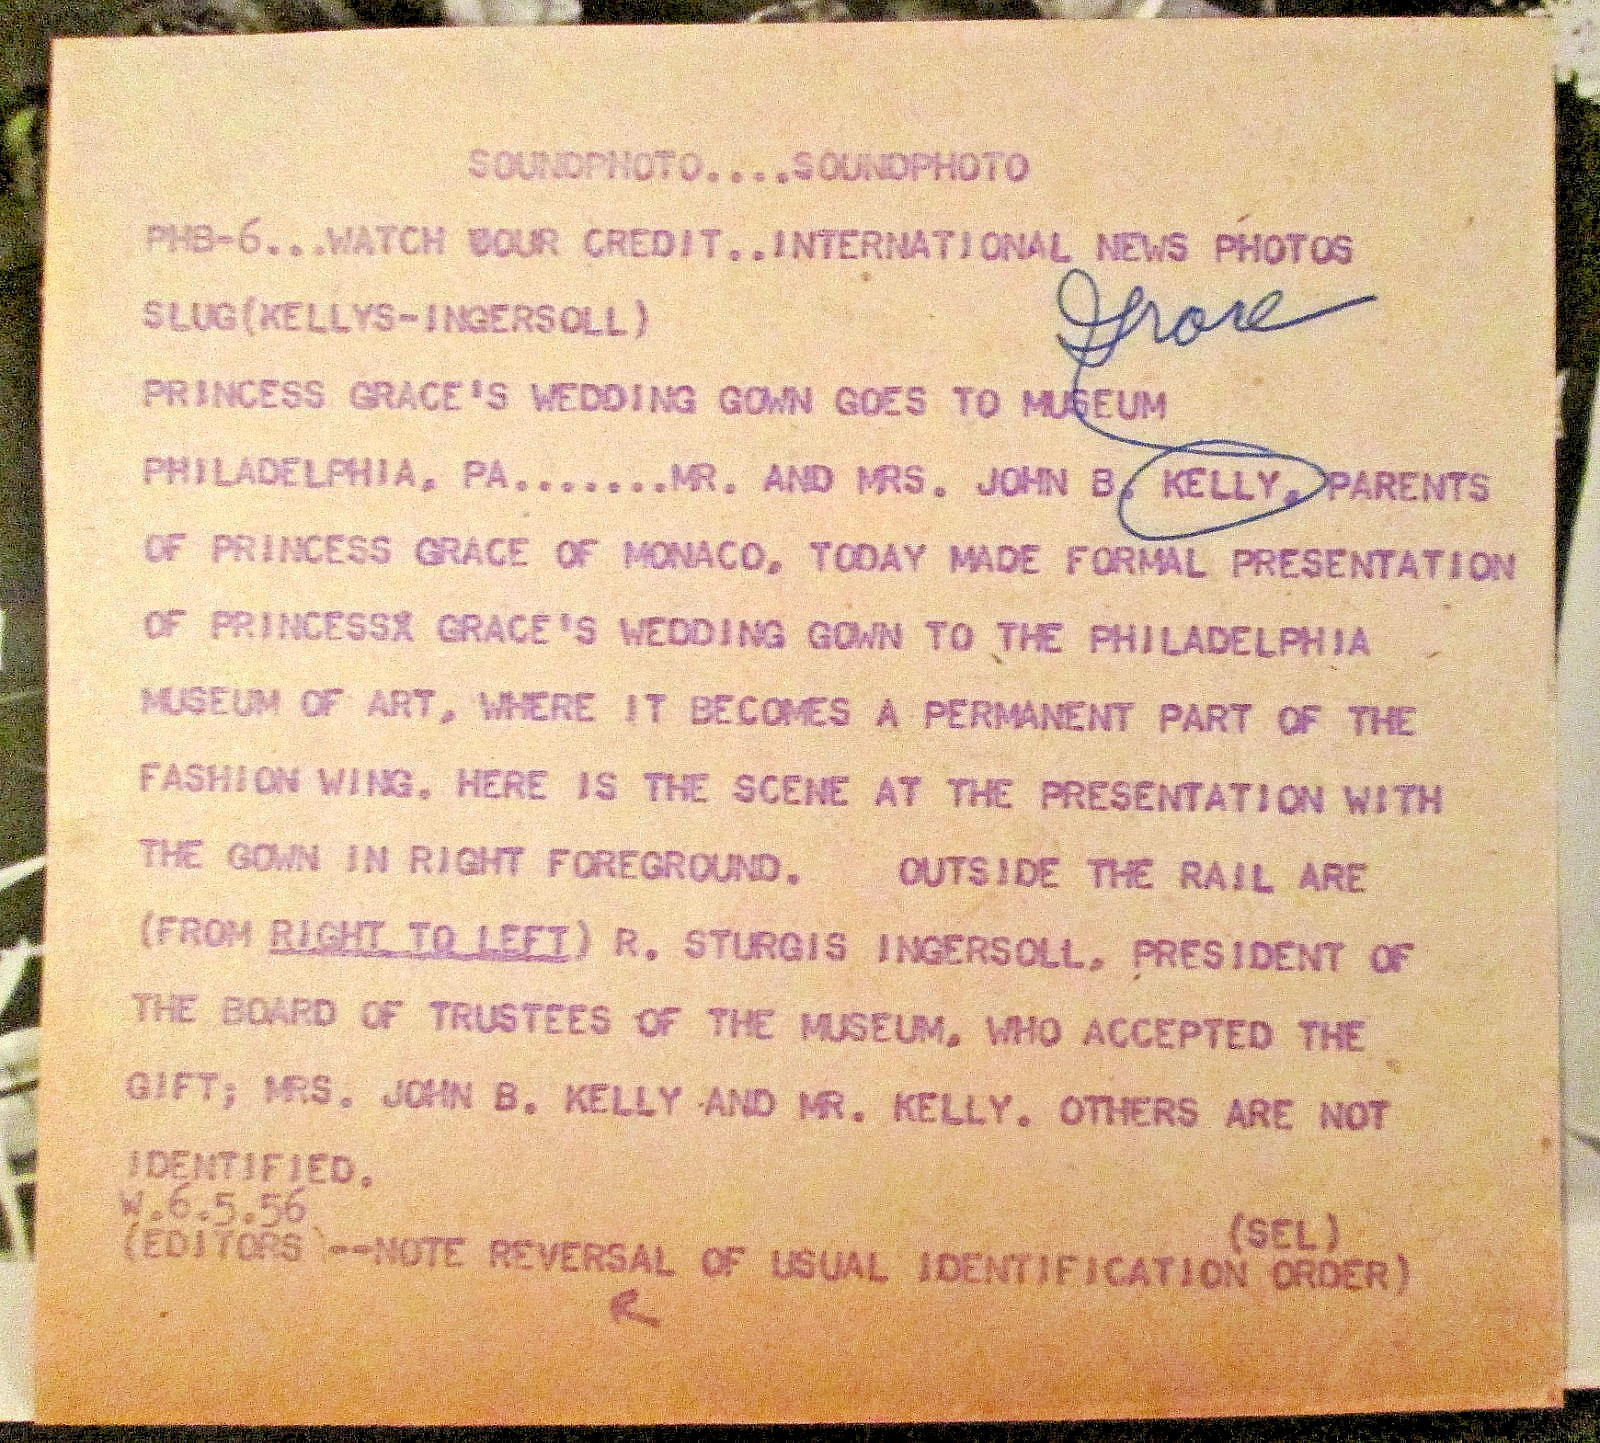 SOUNDPHOTO....SOUNDPHOTO
PHB-6...WATCH YOUR CREDIT..INTERNATIONAL NEWS PHOTOS
SLUG(KELLYS-INGERSOLL)
Grace
PRINCESS GRACE'S WEDDING GOWN GOES TO MUSEUM
PHILADELPHIA, PA.......MR. AND MRS. JOHN B. KELLY, PARENTS
OF PRINCESS GRACE OF MONACO, TODAY MADE FORMAL PRESENTATION
OF PRINCESSX GRACE'S WEDDING GOWN TO THE PHILADELPHIA
MUSEUM OF ART, WHERE IT BECOMES A PERMANENT PART OF THE
FASHION WING. HERE IS THE SCENE AT THE PRESENTATION WITH
THE GOWN IN RIGHT FOREGROUND. OUTSIDE THE RAIL ARE
(FROM RIGHT TO LEFT) R. STURGIS INGERSOLL, PRESIDENT OF
THE BOARD OF TRUSTEES OF THE MUSEUM, WHO ACCEPTED THE
GIFT; MRS. JOHN B. KELLY AND MR. KELLY. OTHERS ARE NOT
IDENTIFIED.
W.6.5.56
(SEL)
(EDITORS --NOTE REVERSAL OF USUAL IDENTIFICATION ORDER)
R